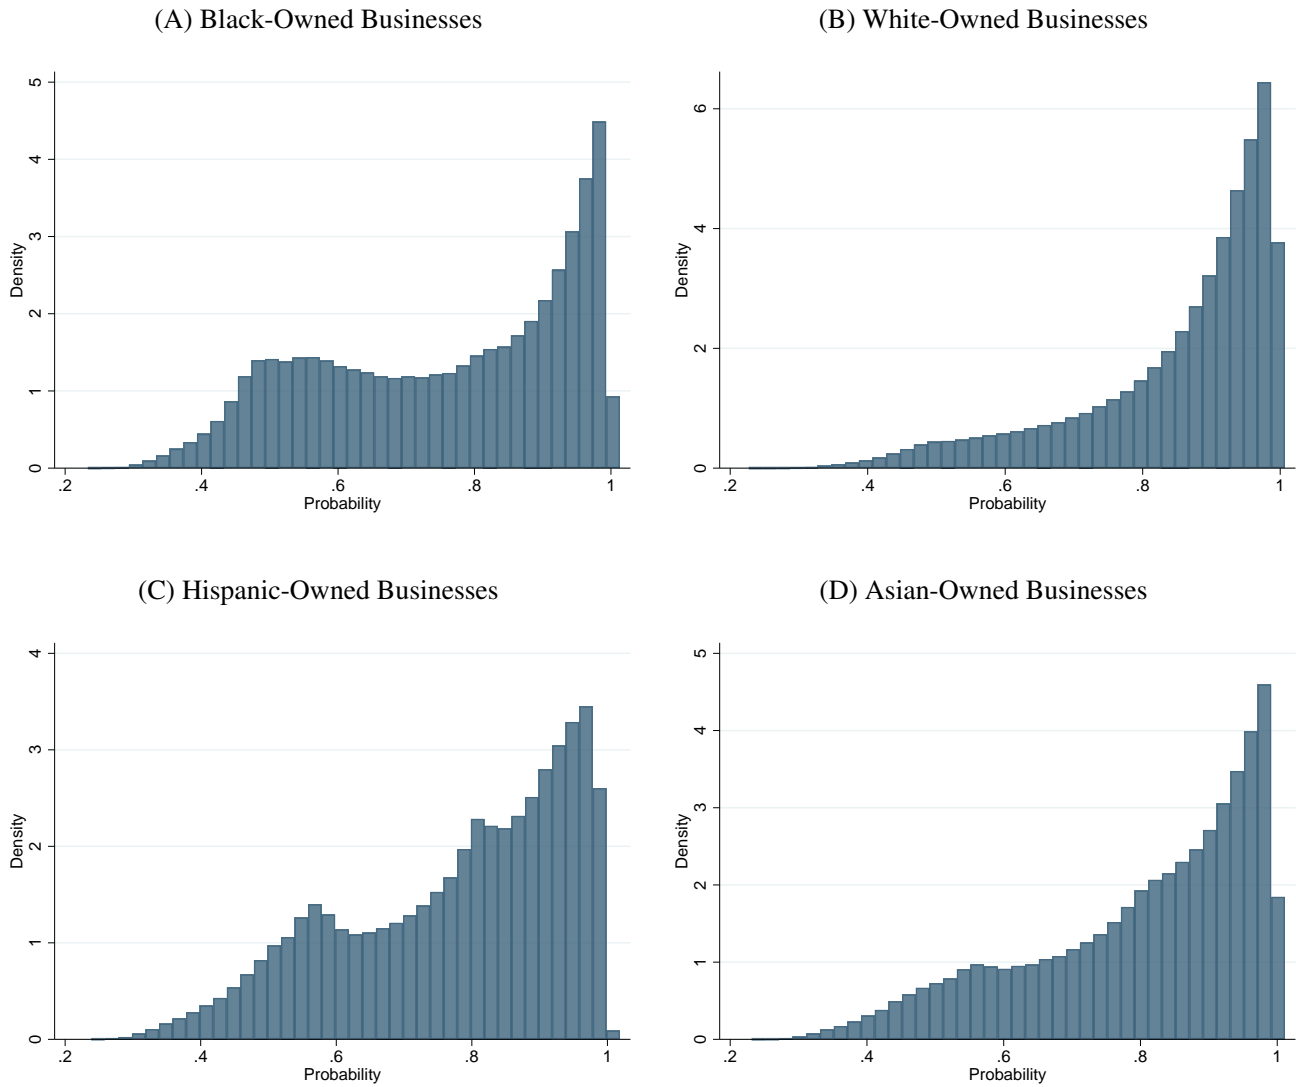 (A) Black-Owned Businesses
5
4
3
2
1
0
Density
.2 .4 .6 .8 1
Probability
(B) White-Owned Businesses
6
4
2
0
Density
.2 .4 .6 .8 1
Probability
(C) Hispanic-Owned Businesses
4
3
2
1
0
Density
.2 .4 .6 .8 1
Probability
(D) Asian-Owned Businesses
5
4
3
2
1
0
Density
.2 .4 .6 .8 1
Probability